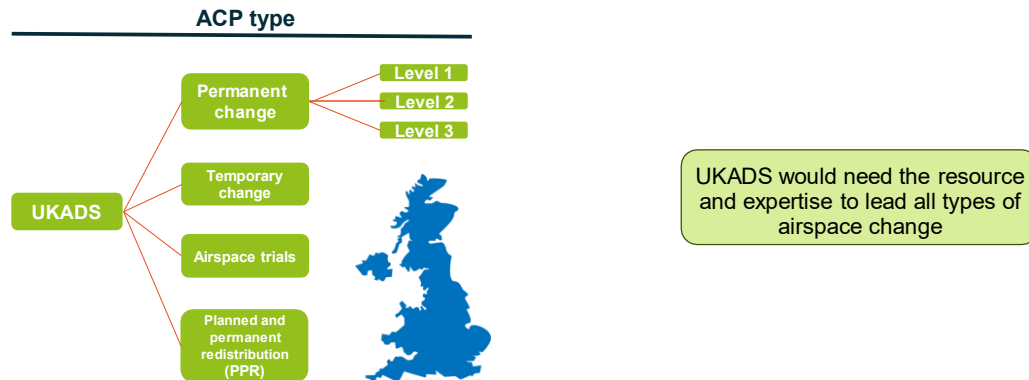 ACP type
Permanent
change
Level 1
Level 2
Level 3
Temporary
change
UKADS
Airspace trials
Planned and
permanent
redistribution
(PPR)
UKADS would need the resource
and expertise to lead all types of
airspace change